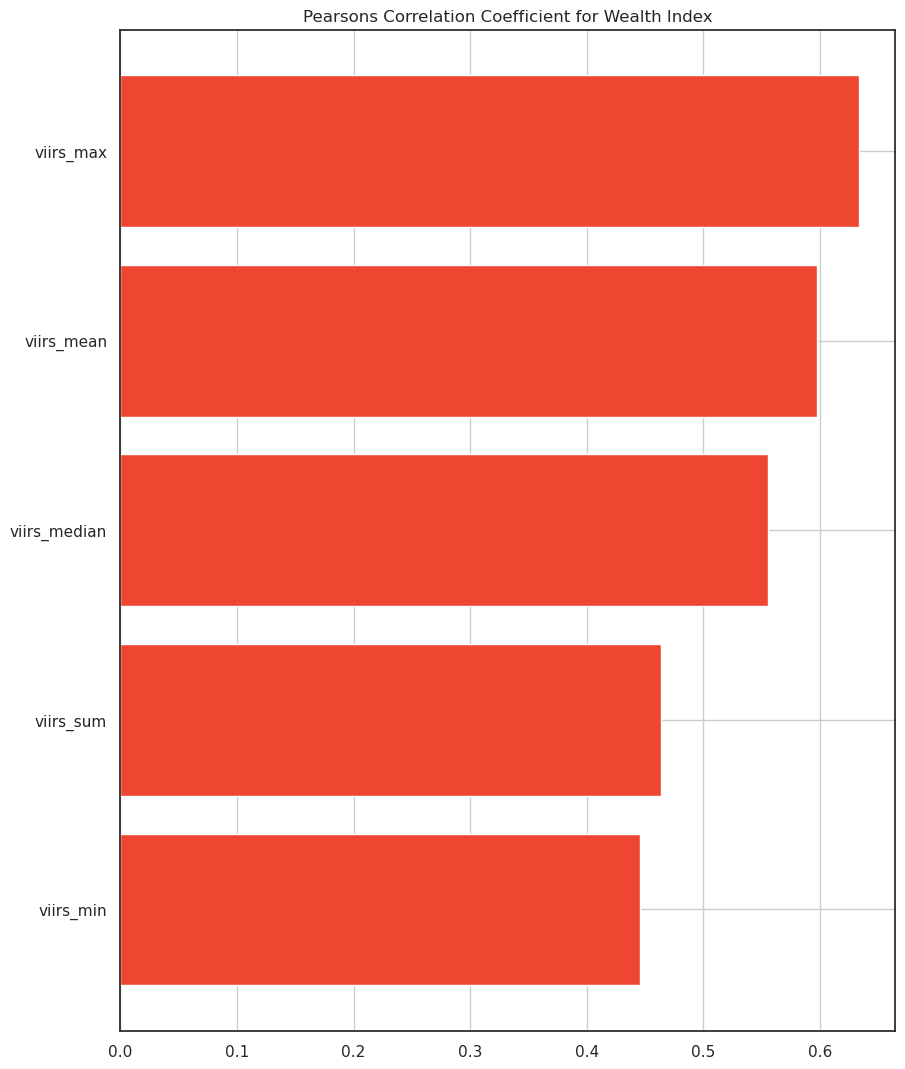 Pearsons Correlation Coefficient for Wealth Index
viirs_max
viirs_mean
viirs_median
viirs_sum
viirs_min
0.0 0.1 0.2 0.3 0.4 0.5 0.6